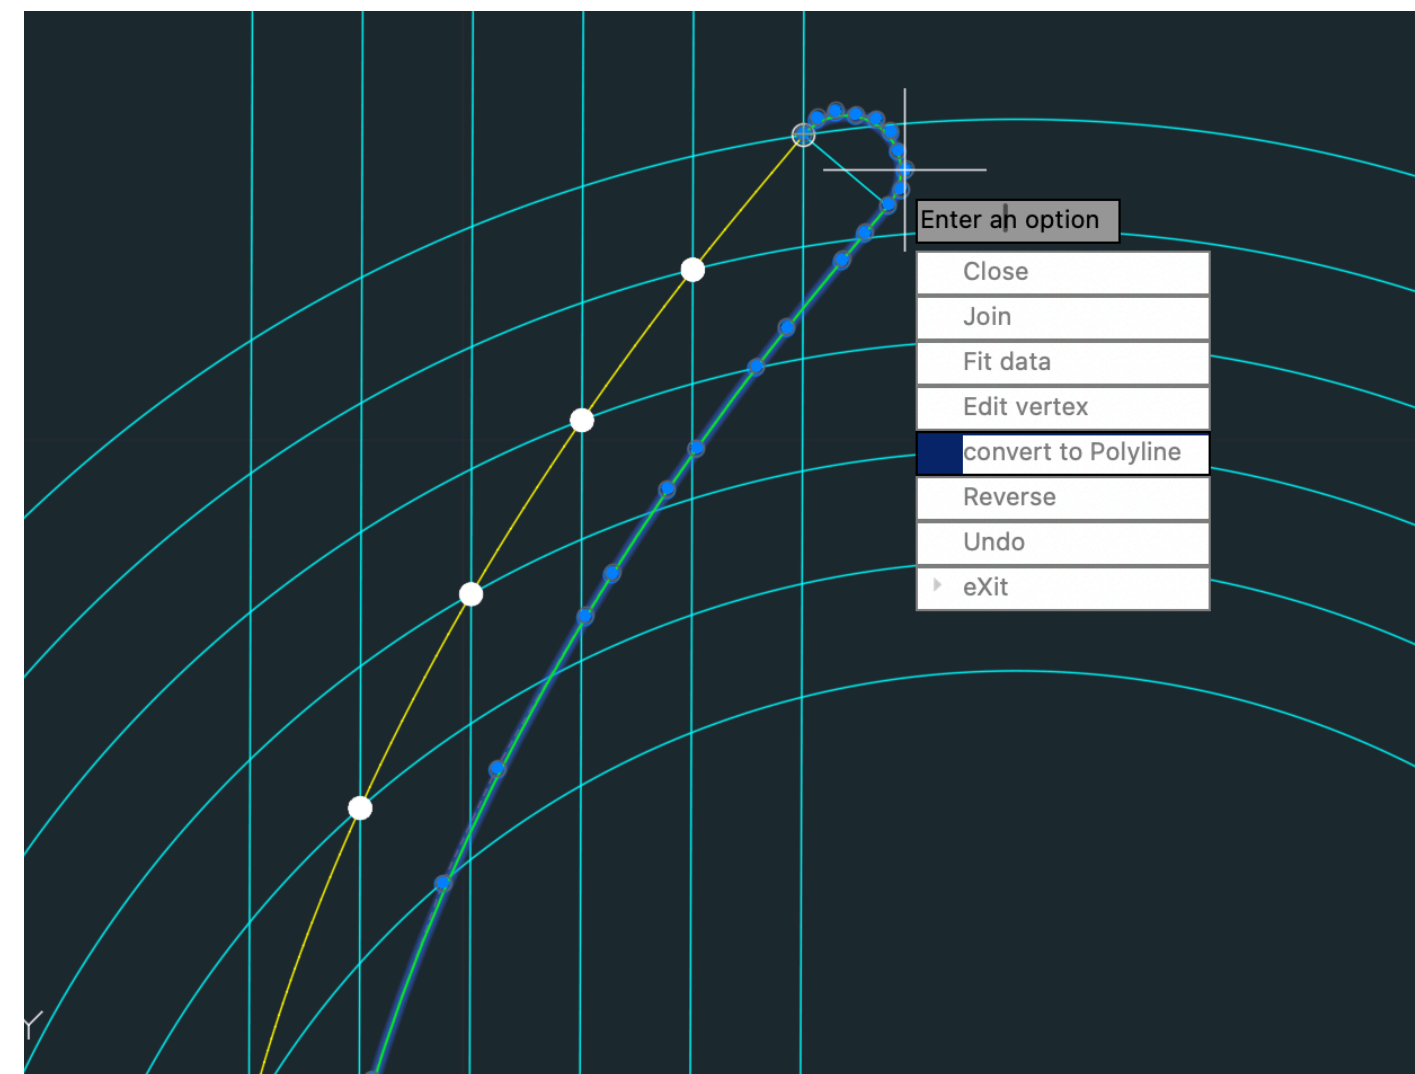 Enter an option
Close
Join
Fit data
Edit vertex
convert to Polyline
Reverse
Undo
eXit
Y